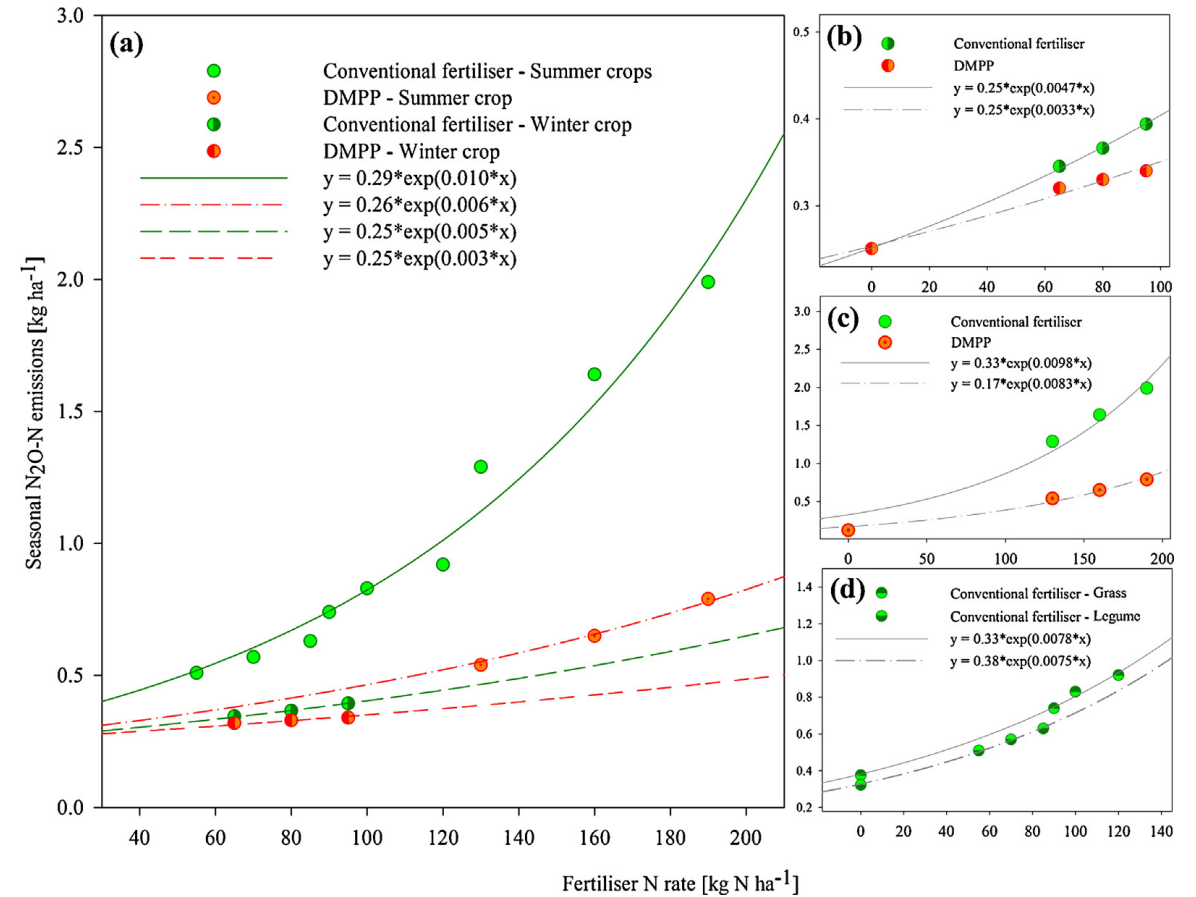 (a)
Conventional fertiliser - Summer crops
DMPP - Summer crop
Conventional fertiliser - Winter crop
DMPP - Winter crop
y = 0.29*exp(0.010*x)
y = 0.26*exp(0.006*x)
y = 0.25*exp(0.005*x)
y = 0.25*exp(0.003*x)
3.0
2.5
2.0
1.5
1.0
0.5
0.0
40 60 80 100 120 140 160 180 200
Seasonal N2O-N emissions [kg ha-1]
Fertiliser N rate [kg N ha-1]
(b)
Conventional fertiliser
DMPP
y = 0.25*exp(0.0047*x)
y = 0.25*exp(0.0033*x)
0.5
0.4
0.3
0 20 40 60 80 100
(c)
Conventional fertiliser
DMPP
y = 0.33*exp(0.0098*x)
y = 0.17*exp(0.0083*x)
3.0
2.5
2.0
1.5
1.0
0.5
0 50 100 150 200
(d)
Conventional fertiliser - Grass
Conventional fertiliser - Legume
y = 0.33*exp(0.0078*x)
y = 0.38*exp(0.0075*x)
1.4
1.2
1.0
0.8
0.6
0.4
0.2
0 20 40 60 80 100 120 140